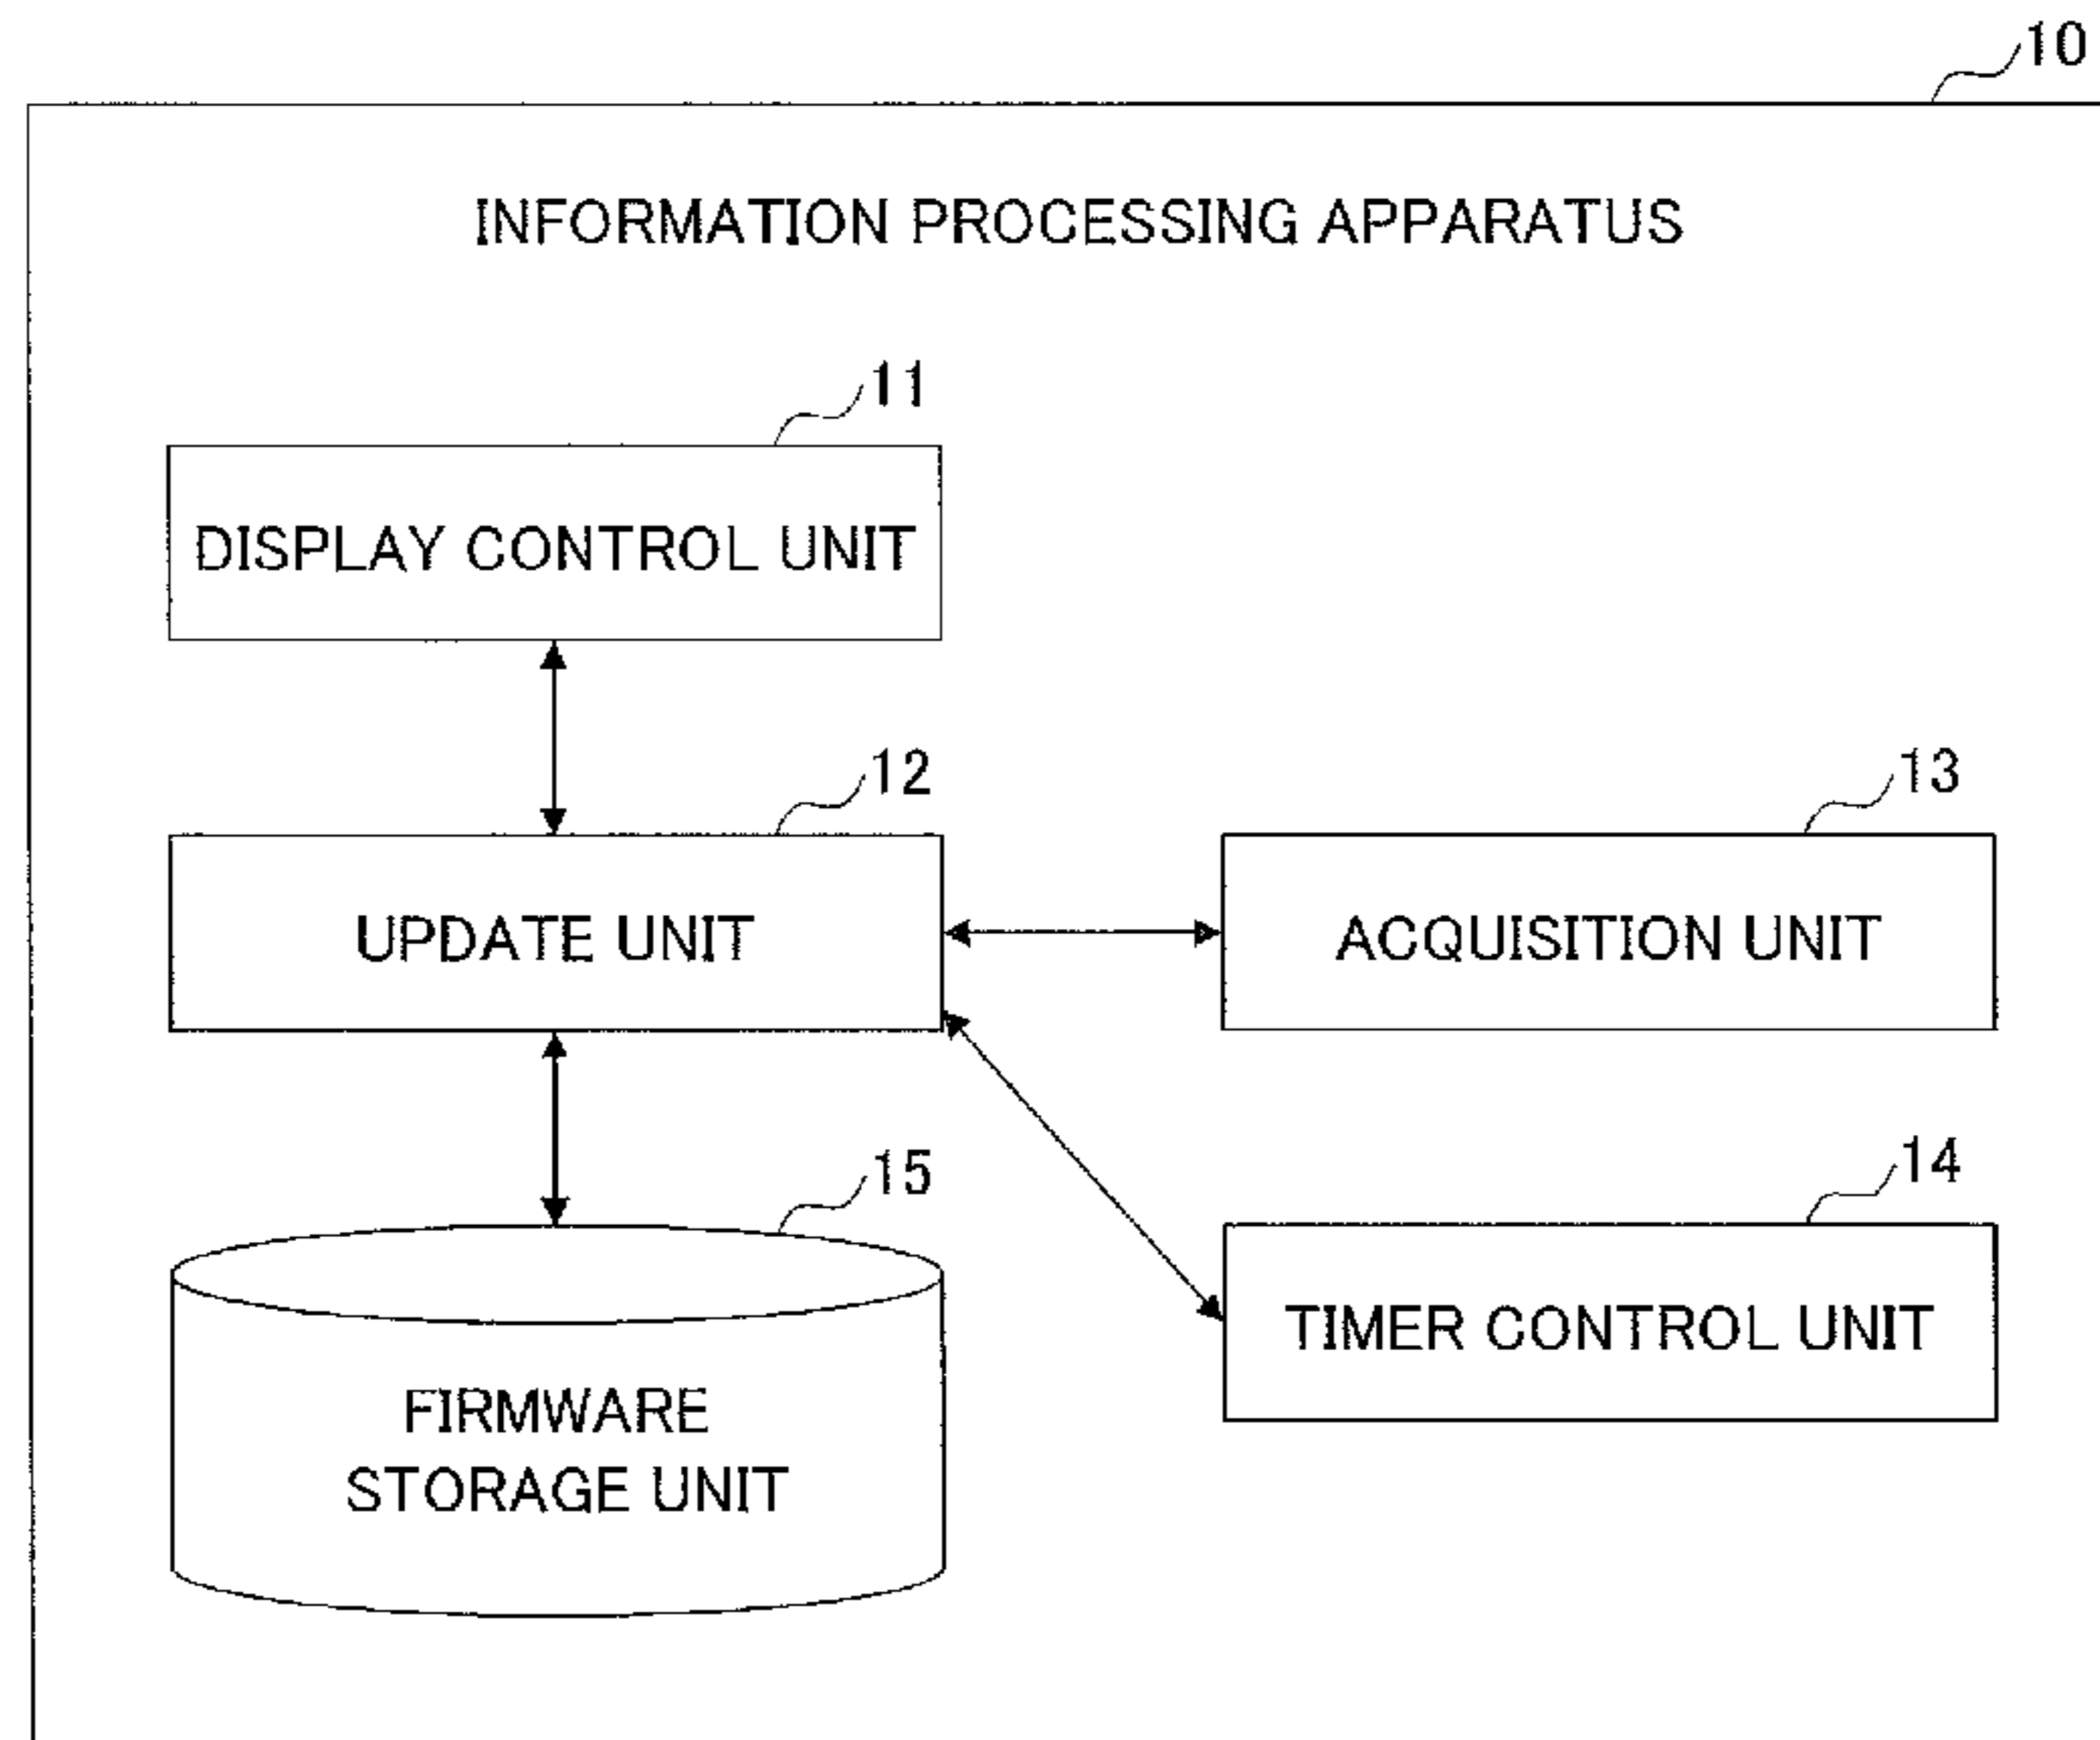 10
INFORMATION PROCESSING APPARATUS
11
DISPLAY CONTROL UNIT
12
UPDATE UNIT
13
ACQUISITION UNIT
14
TIMER CONTROL UNIT
15
FIRMWARE
STORAGE UNIT